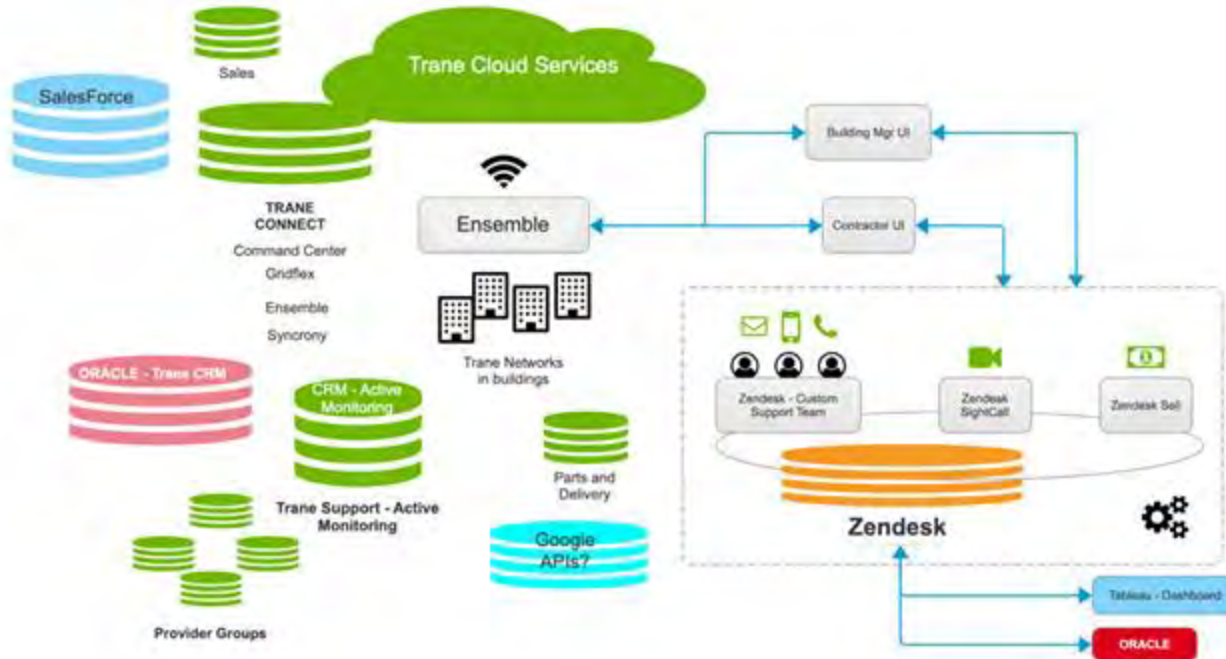 Sales
Trane Cloud Services
SalesForce
Building Mgr UI
TRANE
CONNECT
Ensemble
Contractor UI
Command Center
Gridflex
Ensemble
Syncrony
Trane Networks
in buildings
ORACLE - Trane CRM
CRM - Active
Monitoring
Zendesk - Custom
Support Team
Zendesk
SightCall
Zendesk Sell
Parts and
Delivery
Trane Support - Active
Monitoring
Zendesk
Google
APIs?
Provider Groups
Tableau - Dashboard
ORACLE